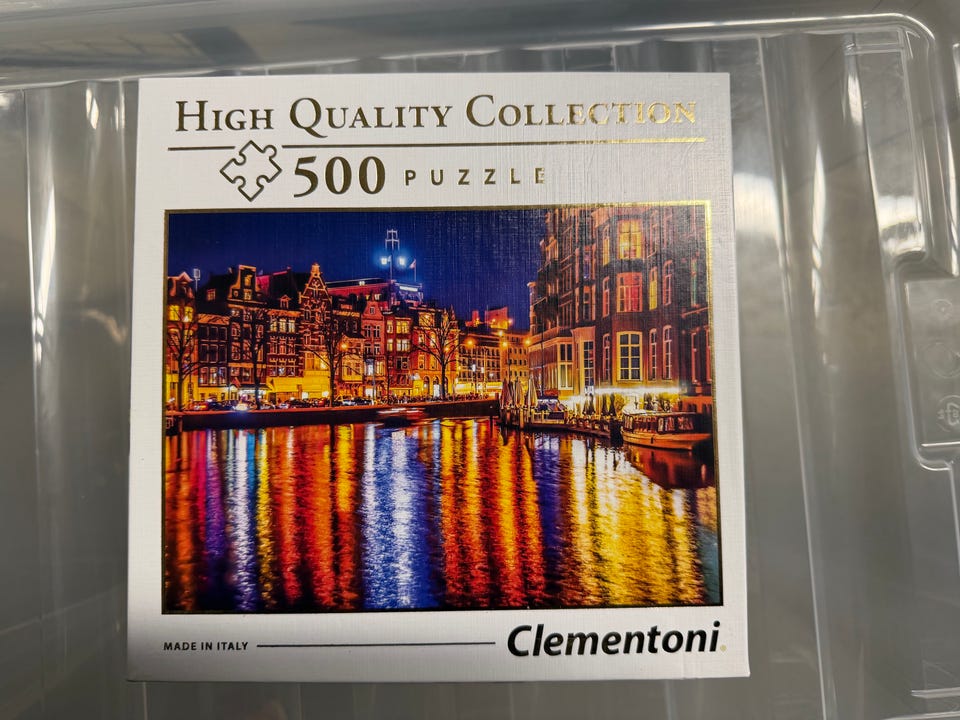 HIGH QUALITY COLLECTION
500 PUZZLE
MADE IN ITALY
Clementoni